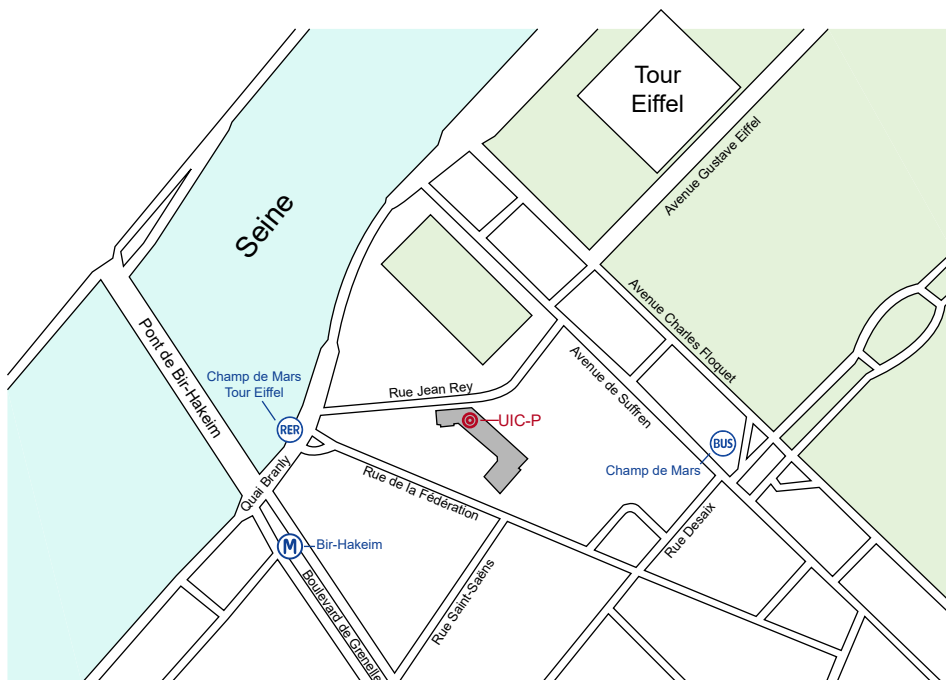 Tour
Eiffel
Avenue Gustave Eiffel
Seine
Avenue Charles Floquet
Pont de Bir-Hakeim
Champ de Mars
Tour Eiffel
RER
Rue Jean Rey
Avenue de Suffren
UIC-P
BUS
Champ de Mars
Quai Branly
Rue de la Fédération
Rue Desaix
M
Bir-Hakeim
Boulevard de Grenelle
Rue Saint-Saëns